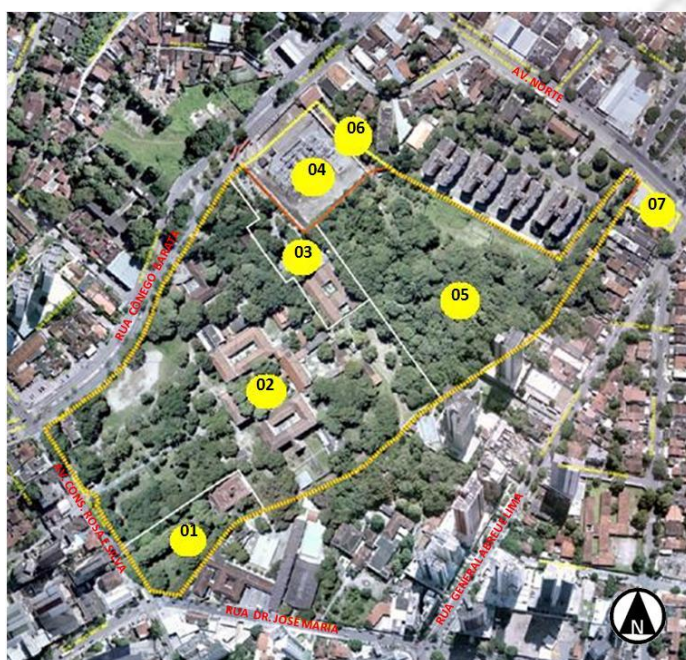 AV. NORTE
06
04
07
03
RUA CÔNEGO BARATA
05
02
AV. CONS. ROSA E SILVA
01
RUA GENERAL ABREU E LIMA
RUA DR. JOSÉ MARIA
N